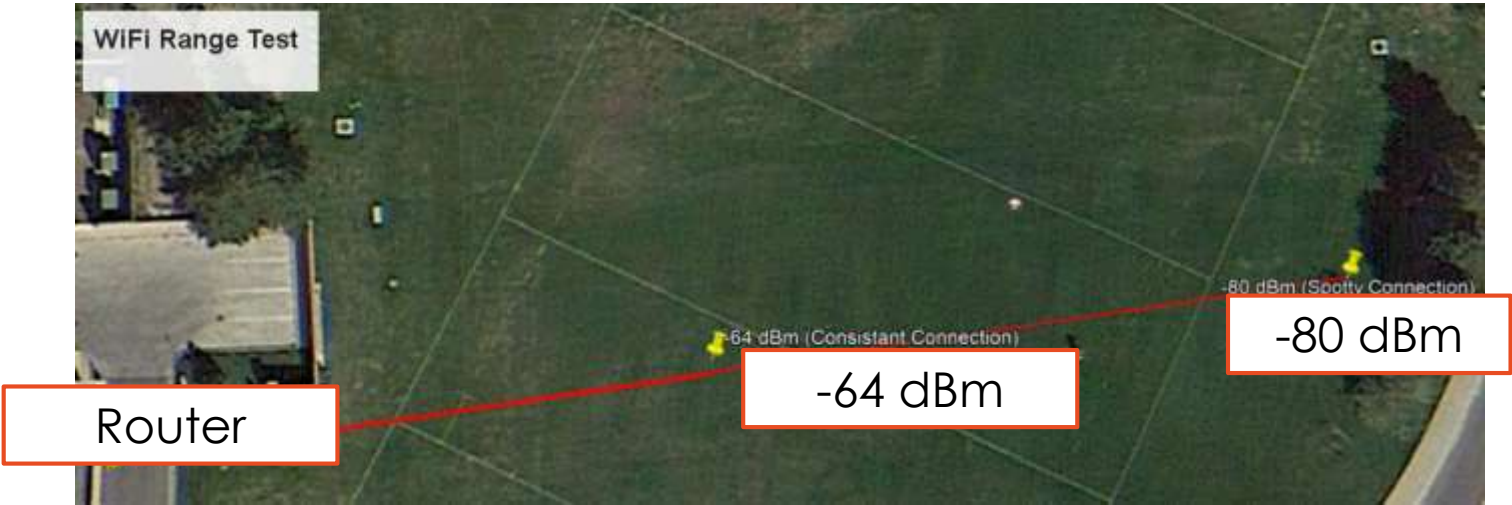 WiFi Range Test
-80 dBm (Spotty Connection)
-64 dBm (Consistant Connection)
-80 dBm
-64 dBm
Router